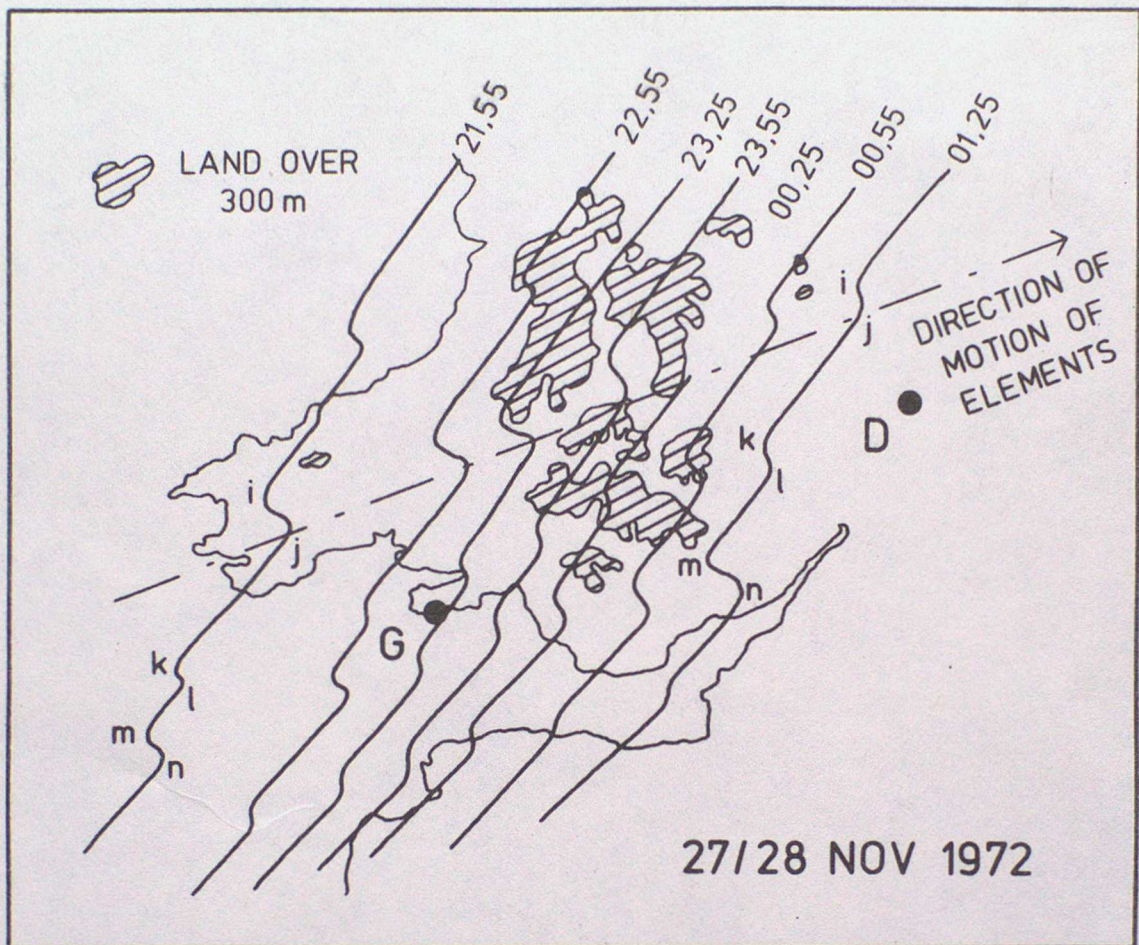 LAND OVER
300 m
21,55
22,55
23,25
23,55
00,25
00,55
01,25
i
j
DIRECTION OF
MOTION OF
ELEMENTS
D
k
l
i
j
m
n
G
k
l
m
n
27/28 NOV 1972